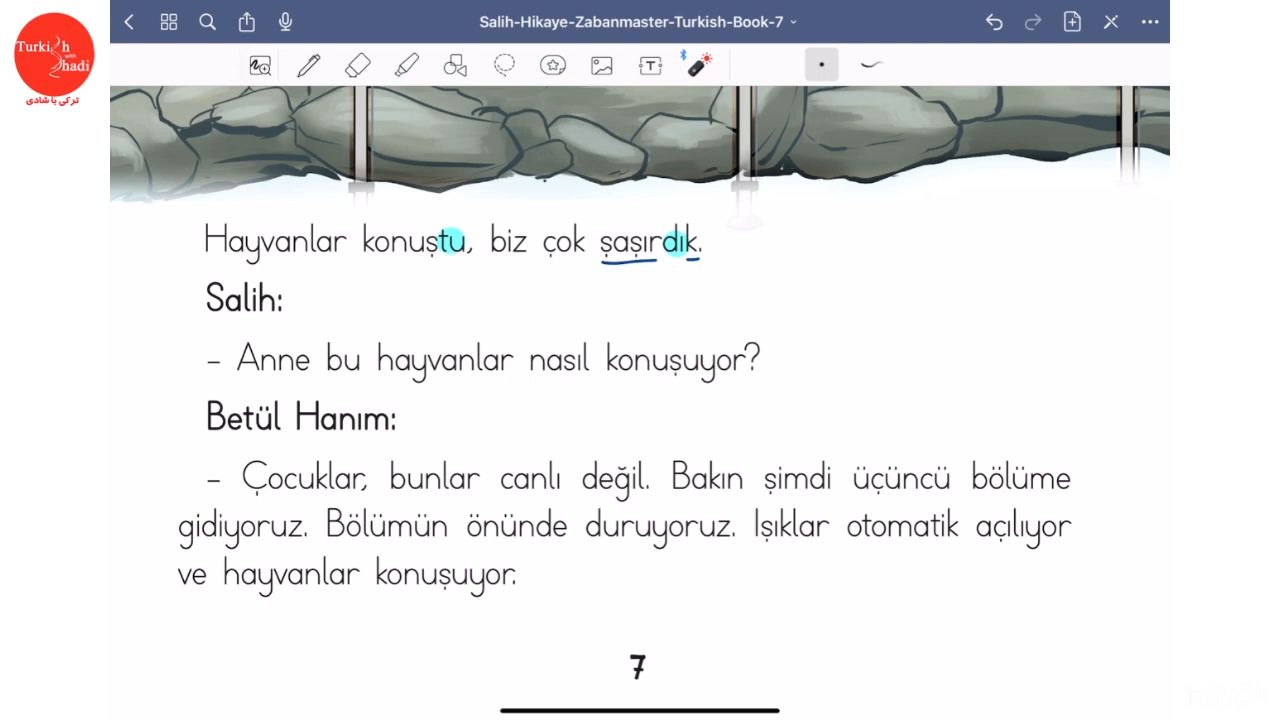 Salih-Hikaye-Zabanmaster-Turkish-Book-7
Turkish
with
Shadi
ترکی با شادی
Hayvanlar konuştu, biz çok şaşırdık.
Salih:
– Anne bu hayvanlar nasıl konuşuyor?
Betül Hanım:
– Çocuklar, bunlar canlı değil. Bakın şimdi üçüncü bölüme
gidiyoruz. Bölümün önünde duruyoruz. Işıklar otomatik açılıyor
ve hayvanlar konuşuyor.
7